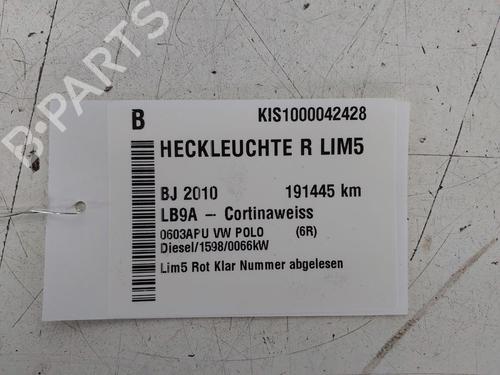 B-PARTS
B KIS1000042428
HECKLEUCHTE R LIM5
BJ 2010 191445 km
LB9A -- Cortinaweiss
0603APU VW POLO (6R)
Diesel/1598/0066kW
Lim5 Rot Klar Nummer abgelesen